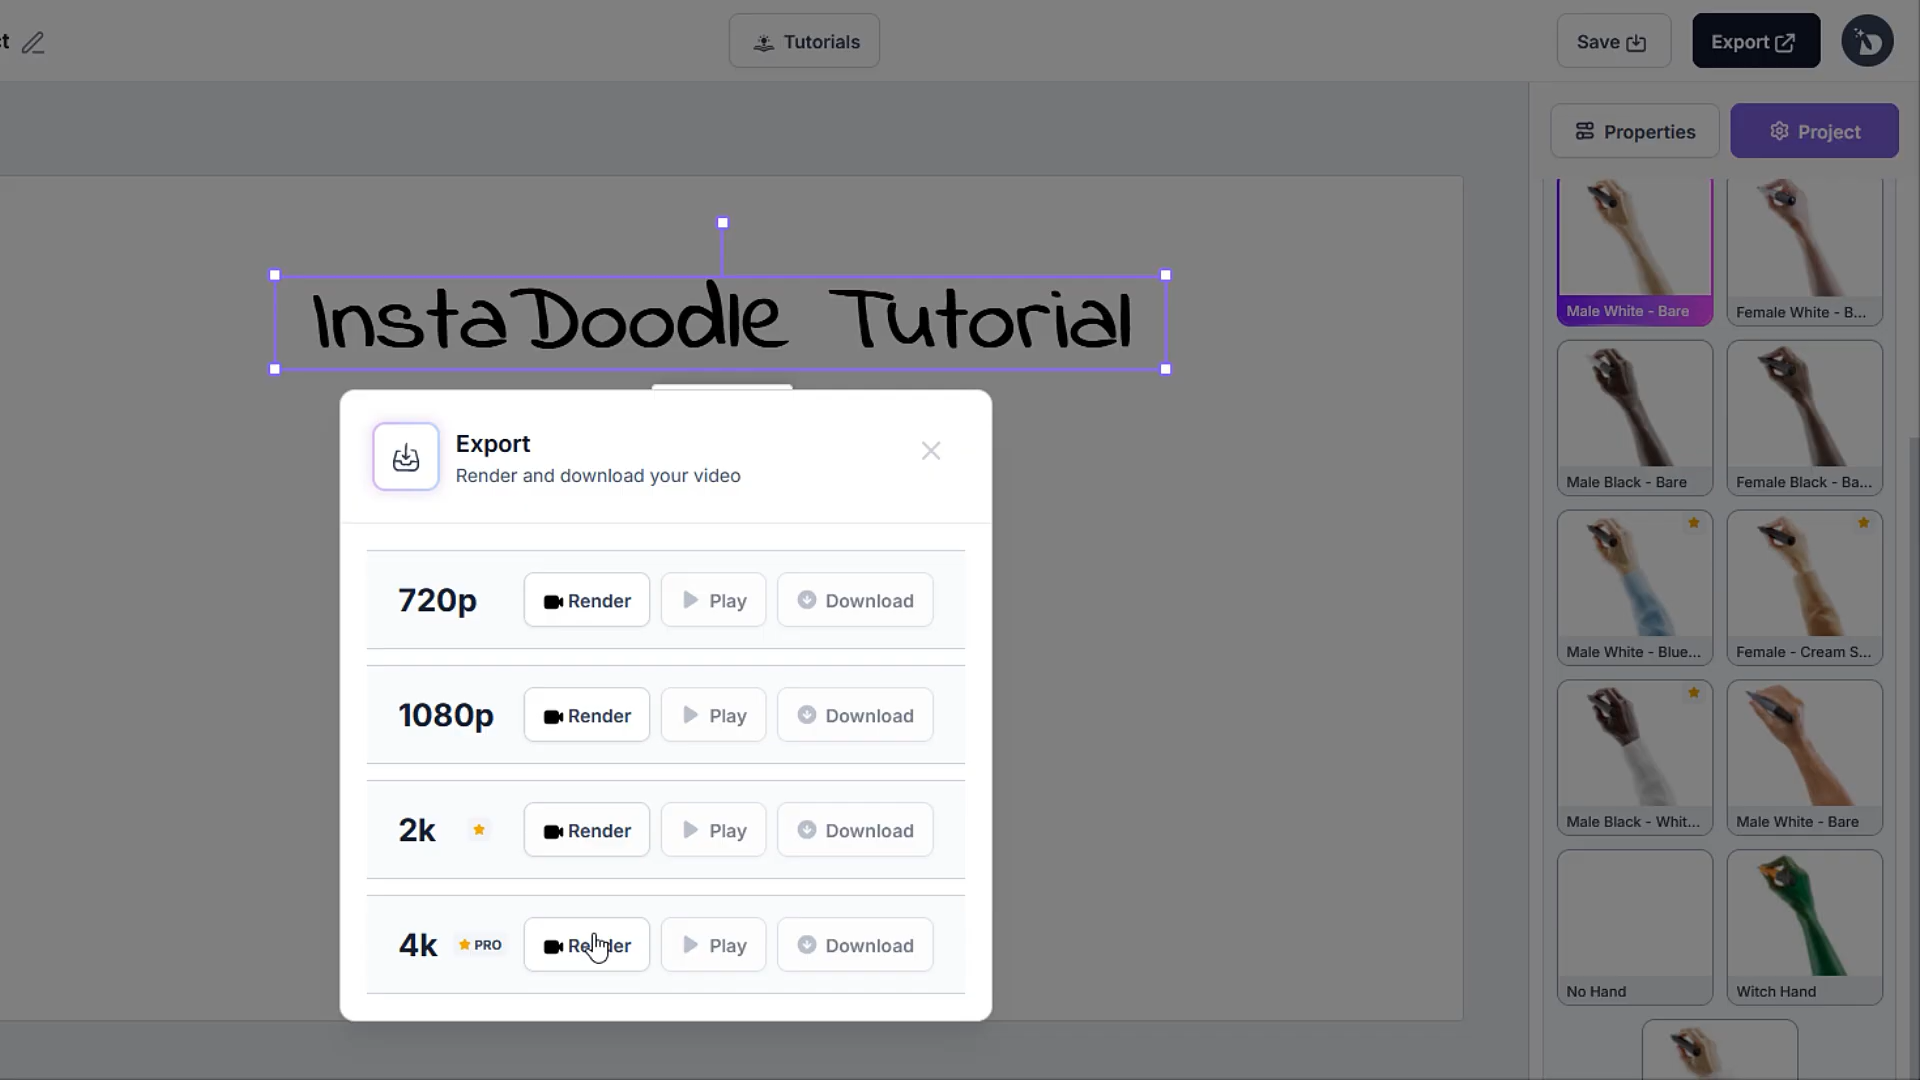 Tutorials
Save
Export
Properties
Project
InstaDoodle Tutorial
Male White - Bare
Female White - B...
Male Black - Bare
Female Black - Ba...
Male White - Blue...
Female - Cream S...
Male Black - Whit...
Male White - Bare
No Hand
Witch Hand
Export
Render and download your video
720p Render Play Download
1080p Render Play Download
2k Render Play Download
4k PRO Render Play Download